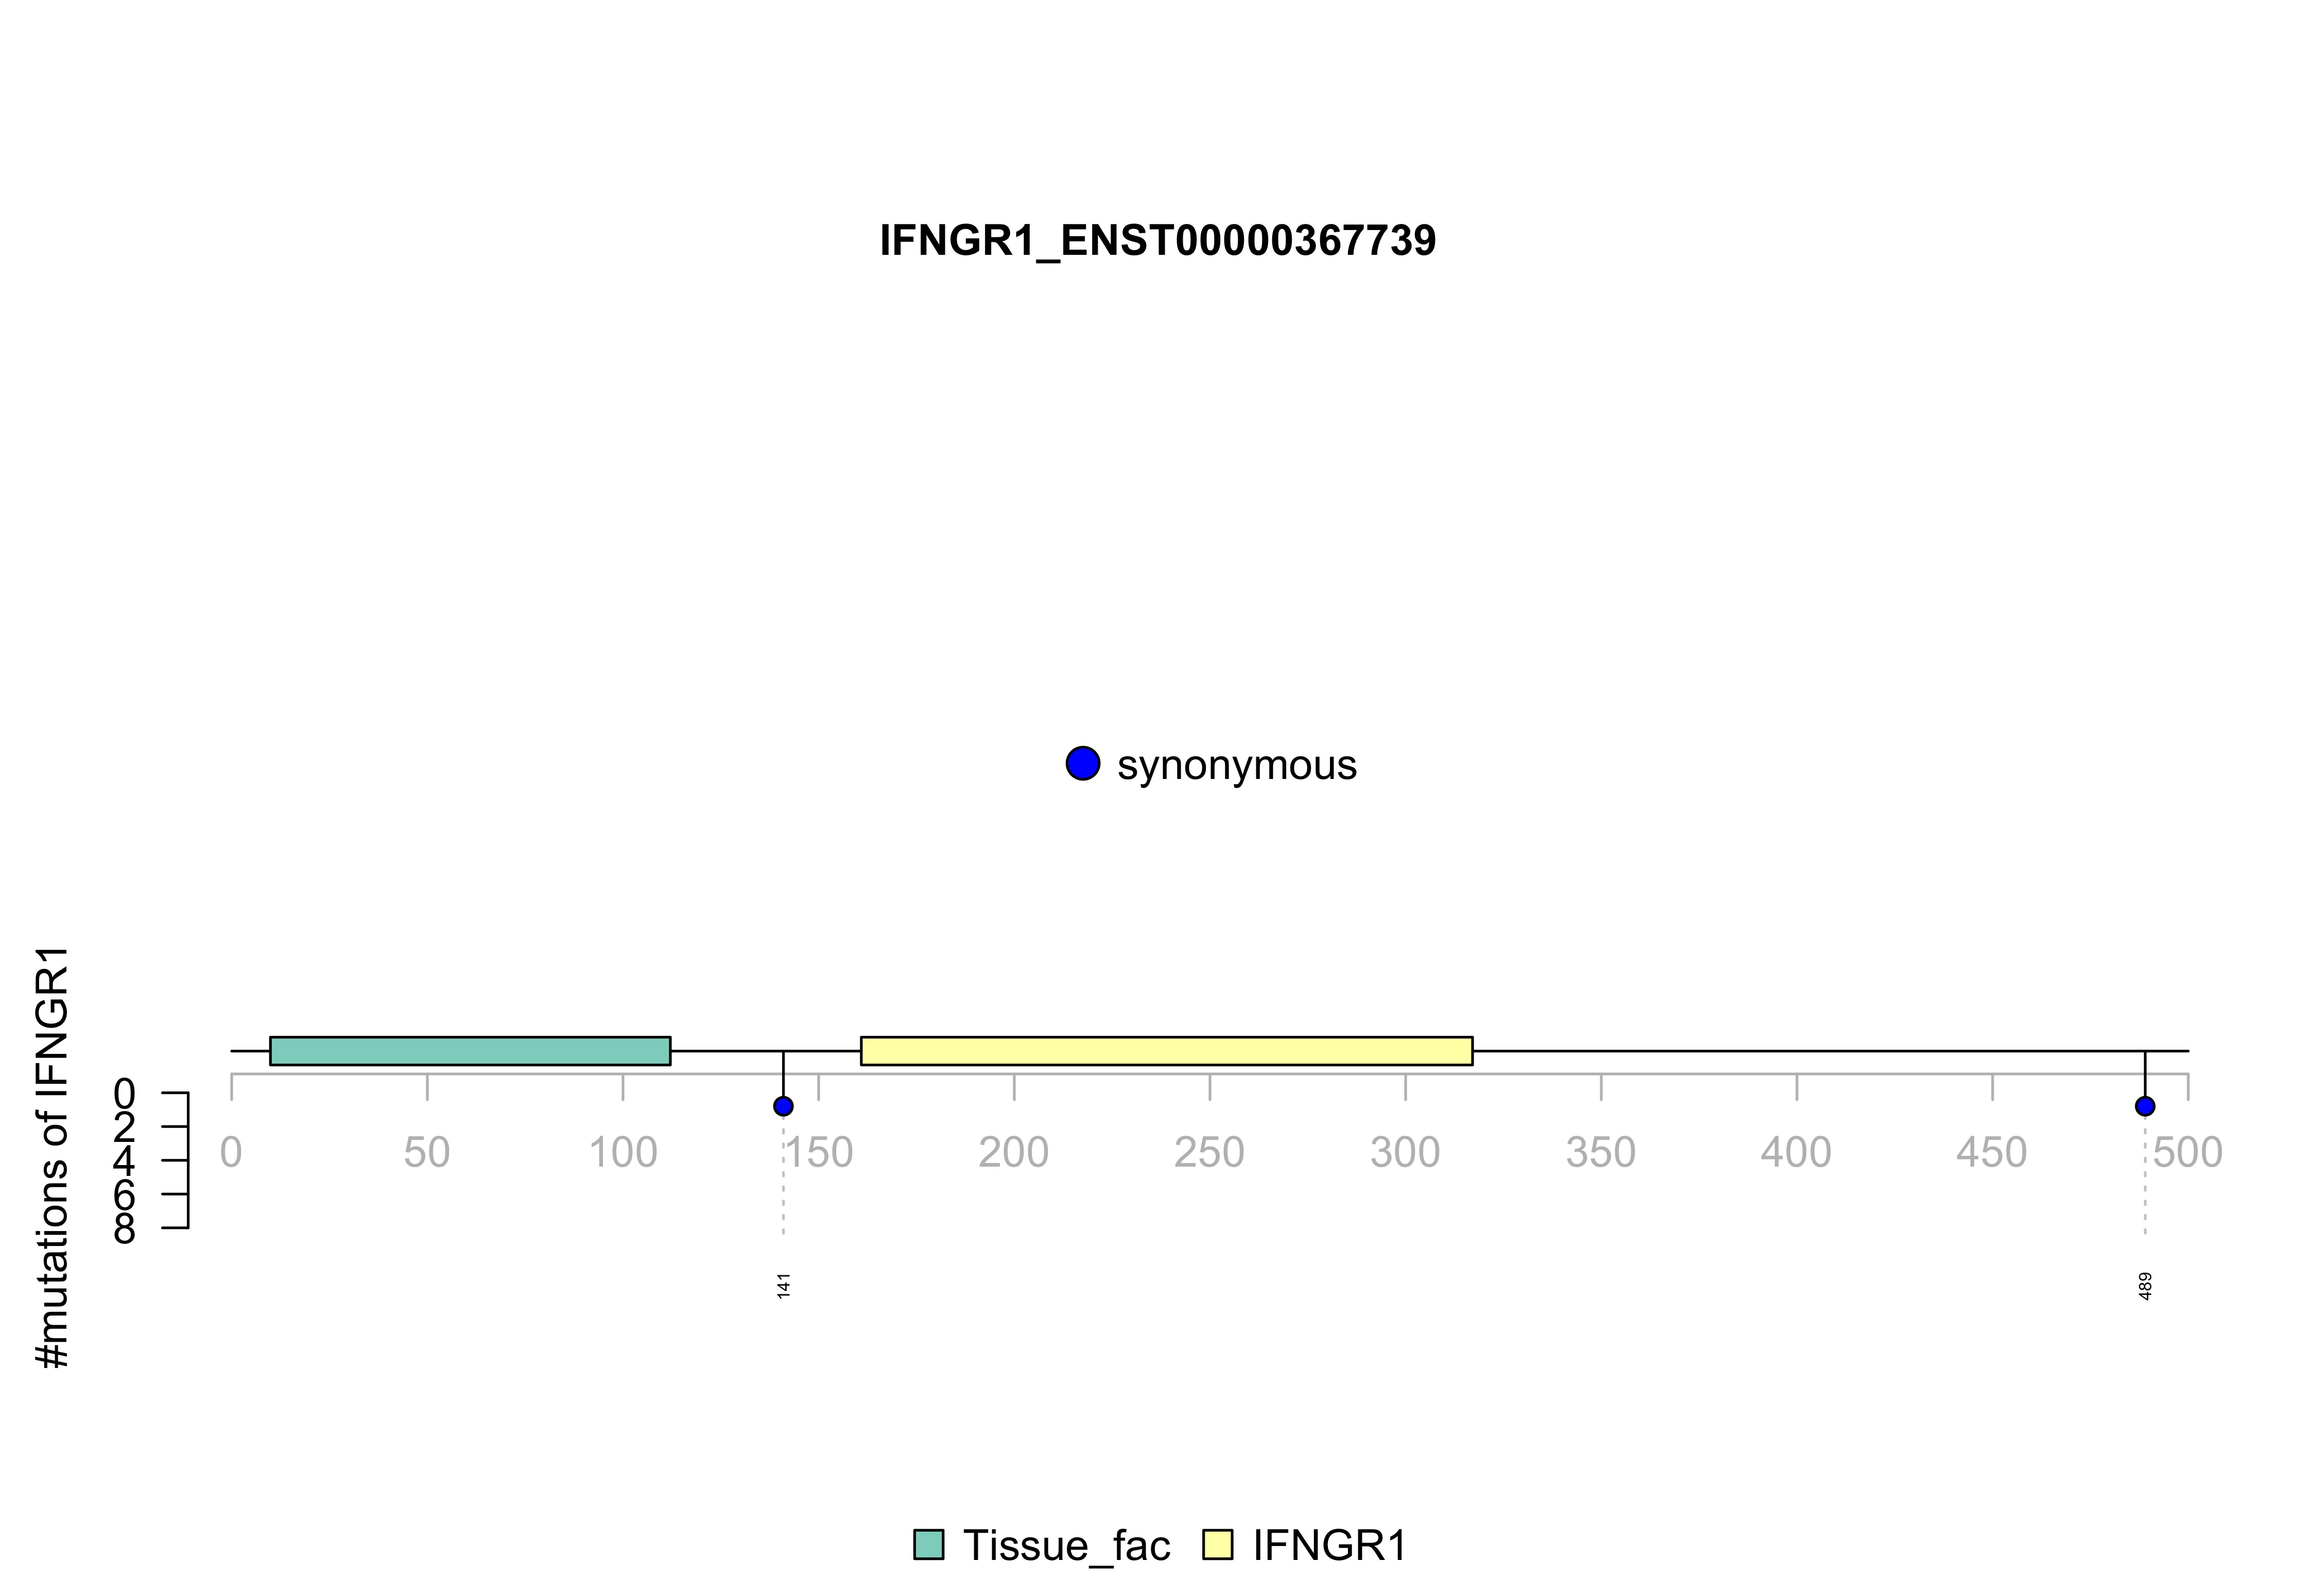 IFNGR1_ENST00000367739
synonymous
#mutations of IFNGR1
0
2
4
6
8
0 50 100 150 200 250 300 350 400 450 500
141 489
Tissue_fac IFNGR1